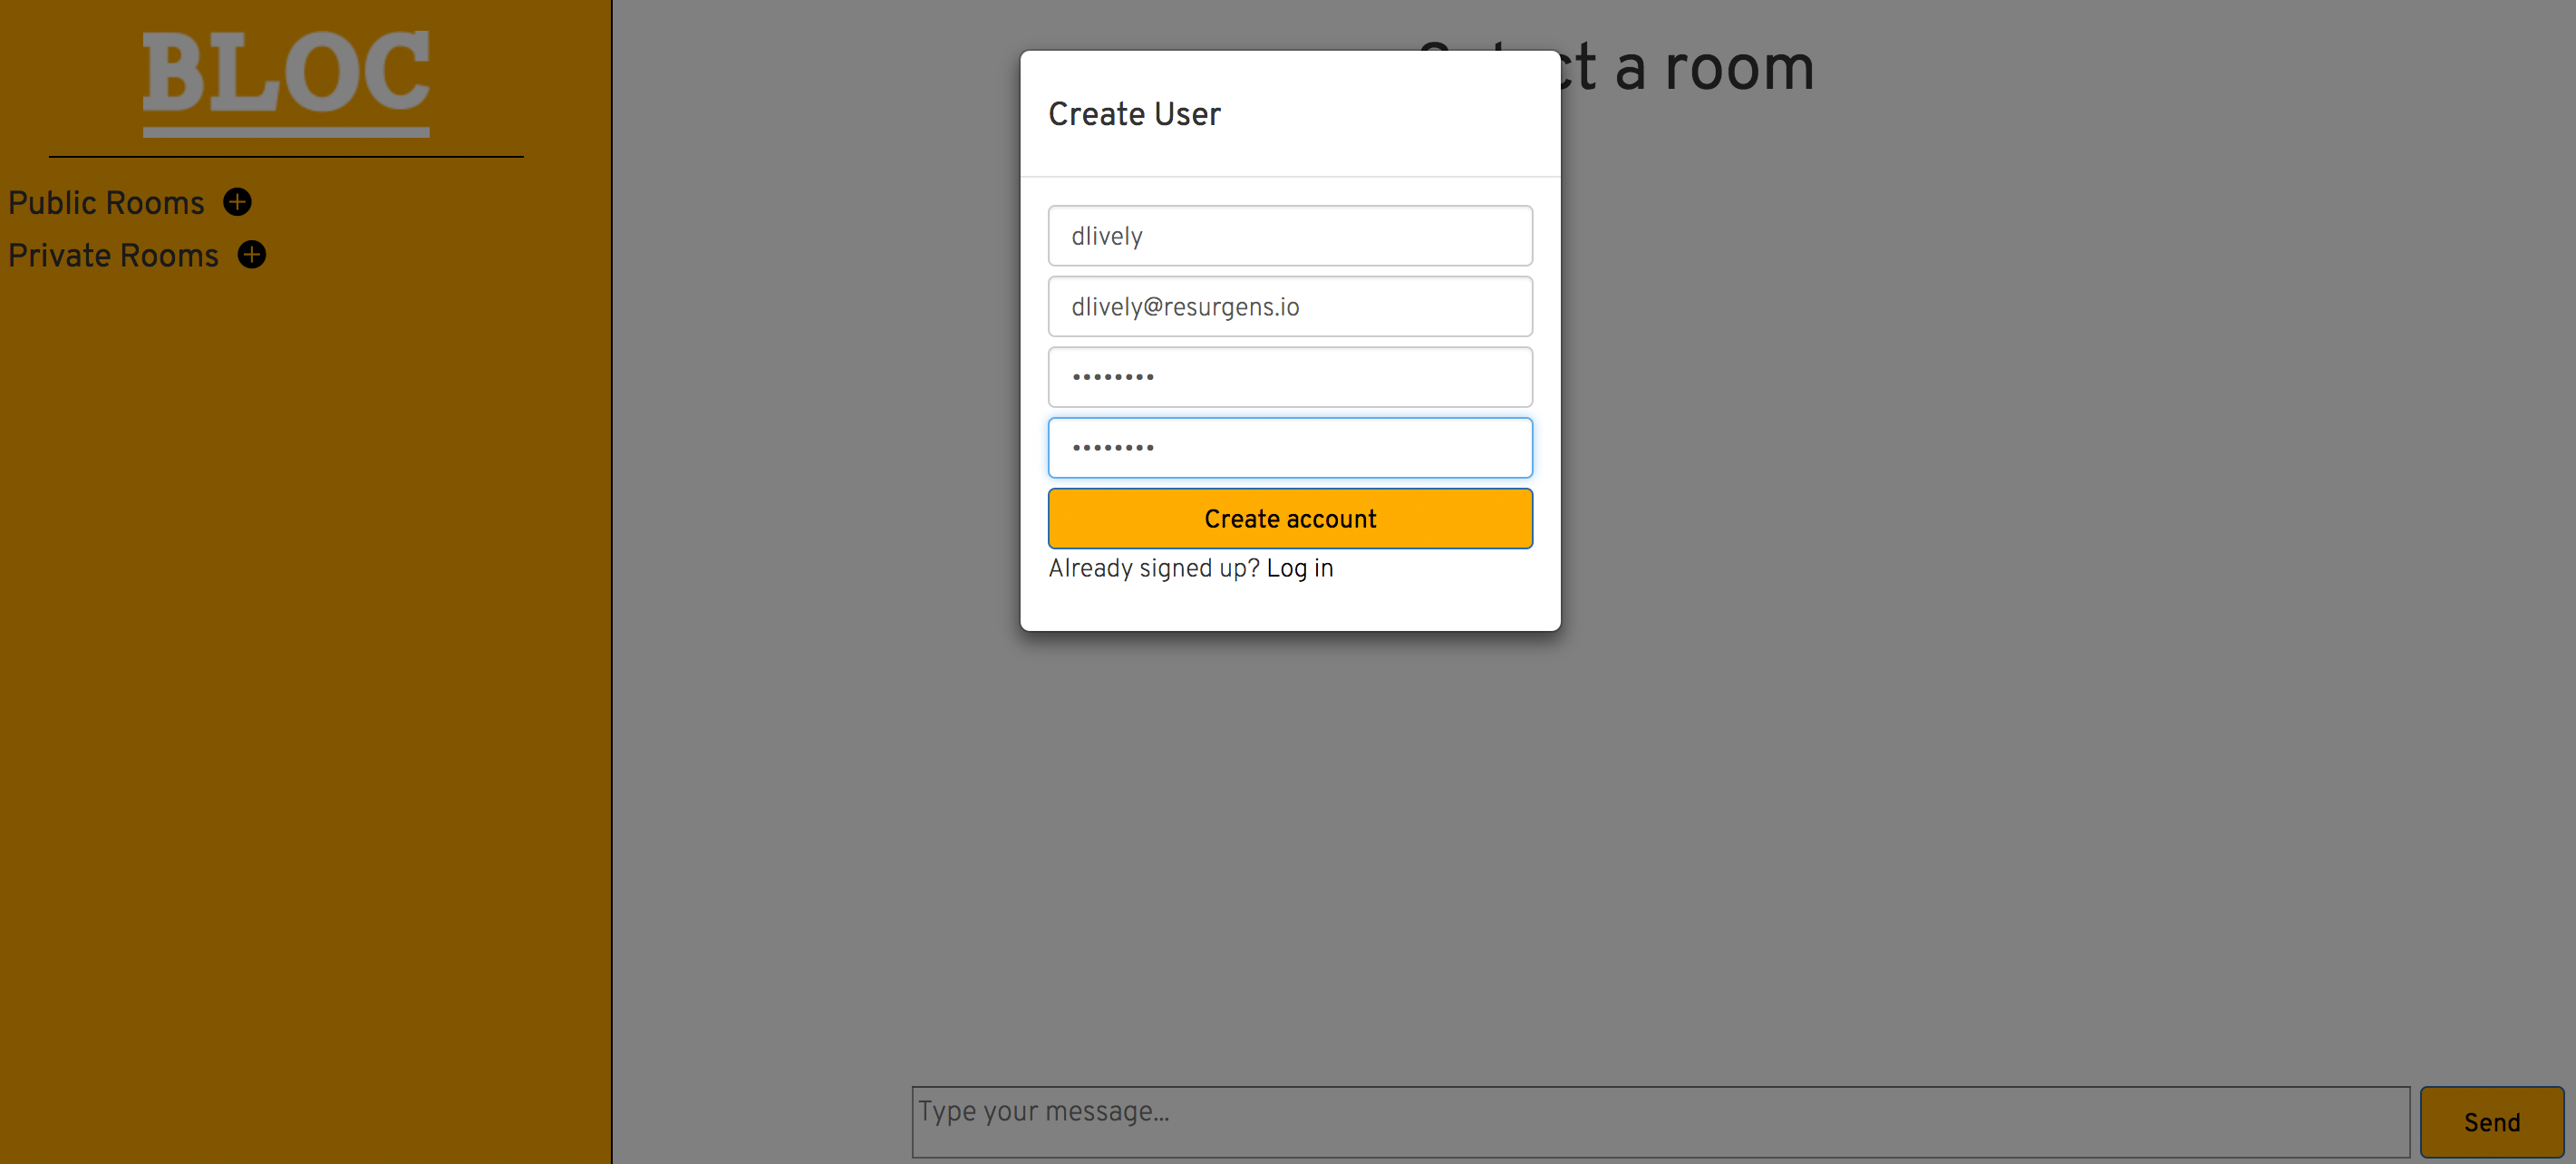 BLOC
Public Rooms
Private Rooms
ct a room
Create User
dlively
dlively@resurgens.io
••••••••
••••••••
Create account
Already signed up? Log in
Type your message...
Send